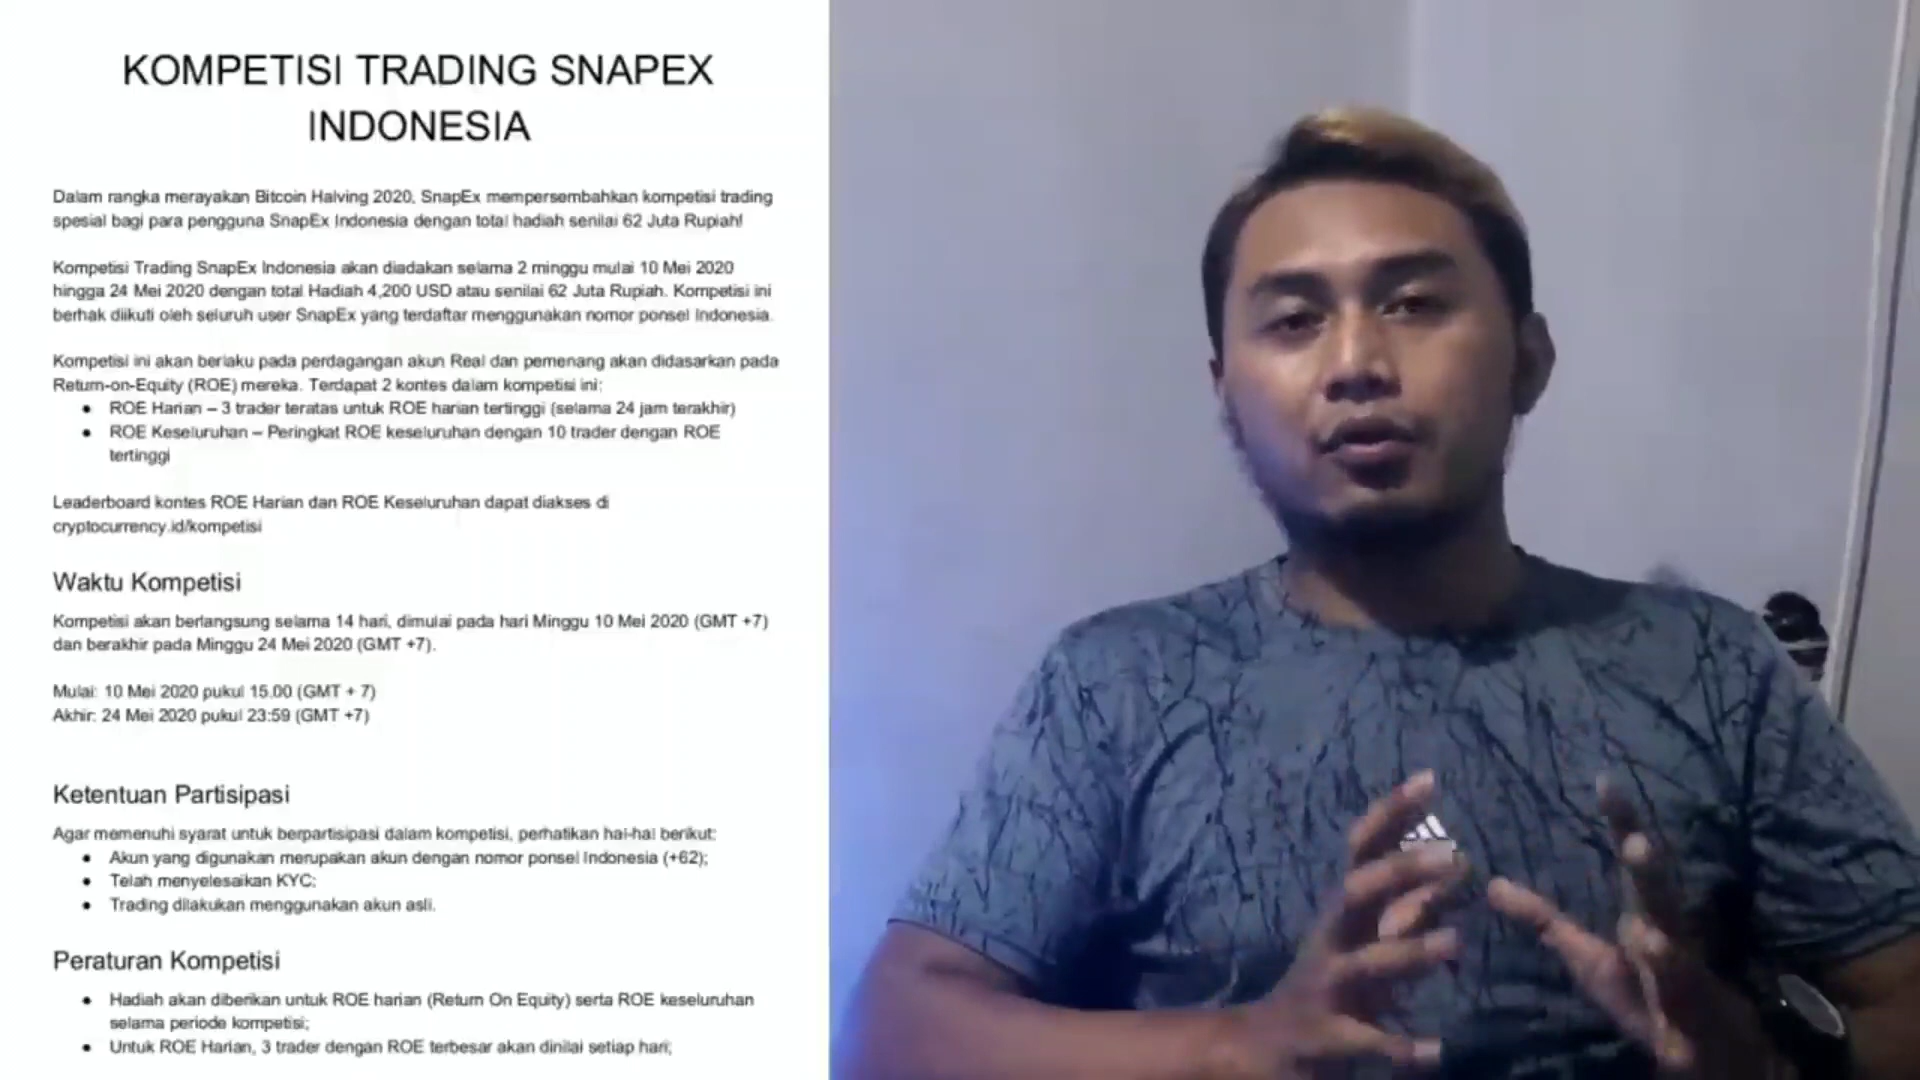 KOMPETISI TRADING SNAPEX
INDONESIA
Dalam rangka merayakan Bitcoin Halving 2020, SnapEx mempersembahkan kompetisi trading
spesial bagi para pengguna SnapEx Indonesia dengan total hadiah senilai 62 Juta Rupiah!
Kompetisi Trading SnapEx Indonesia akan diadakan selama 2 minggu mulai 10 Mei 2020
hingga 24 Mei 2020 dengan total Hadiah 4,200 USD atau senilai 62 Juta Rupiah. Kompetisi ini
berhak diikuti oleh seluruh user SnapEx yang terdaftar menggunakan nomor ponsel Indonesia.
Kompetisi ini akan berlaku pada perdagangan akun Real dan pemenang akan didasarkan pada
Return-on-Equity (ROE) mereka. Terdapat 2 kontes dalam kompetisi ini:
● ROE Harian – 3 trader teratas untuk ROE harian tertinggi (selama 24 jam terakhir)
● ROE Keseluruhan – Peringkat ROE keseluruhan dengan 10 trader dengan ROE
tertinggi
Leaderboard kontes ROE Harian dan ROE Keseluruhan dapat diakses di
cryptocurrency.id/kompetisi
Waktu Kompetisi
Kompetisi akan berlangsung selama 14 hari, dimulai pada hari Minggu 10 Mei 2020 (GMT +7)
dan berakhir pada Minggu 24 Mei 2020 (GMT +7).
Mulai: 10 Mei 2020 pukul 15.00 (GMT + 7)
Akhir: 24 Mei 2020 pukul 23:59 (GMT +7)
Ketentuan Partisipasi
Agar memenuhi syarat untuk berpartisipasi dalam kompetisi, perhatikan hal-hal berikut:
● Akun yang digunakan merupakan akun dengan nomor ponsel Indonesia (+62);
● Telah menyelesaikan KYC;
● Trading dilakukan menggunakan akun asli.
Peraturan Kompetisi
● Hadiah akan diberikan untuk ROE harian (Return On Equity) serta ROE keseluruhan
selama periode kompetisi;
● Untuk ROE Harian, 3 trader dengan ROE terbesar akan dinilai setiap hari;